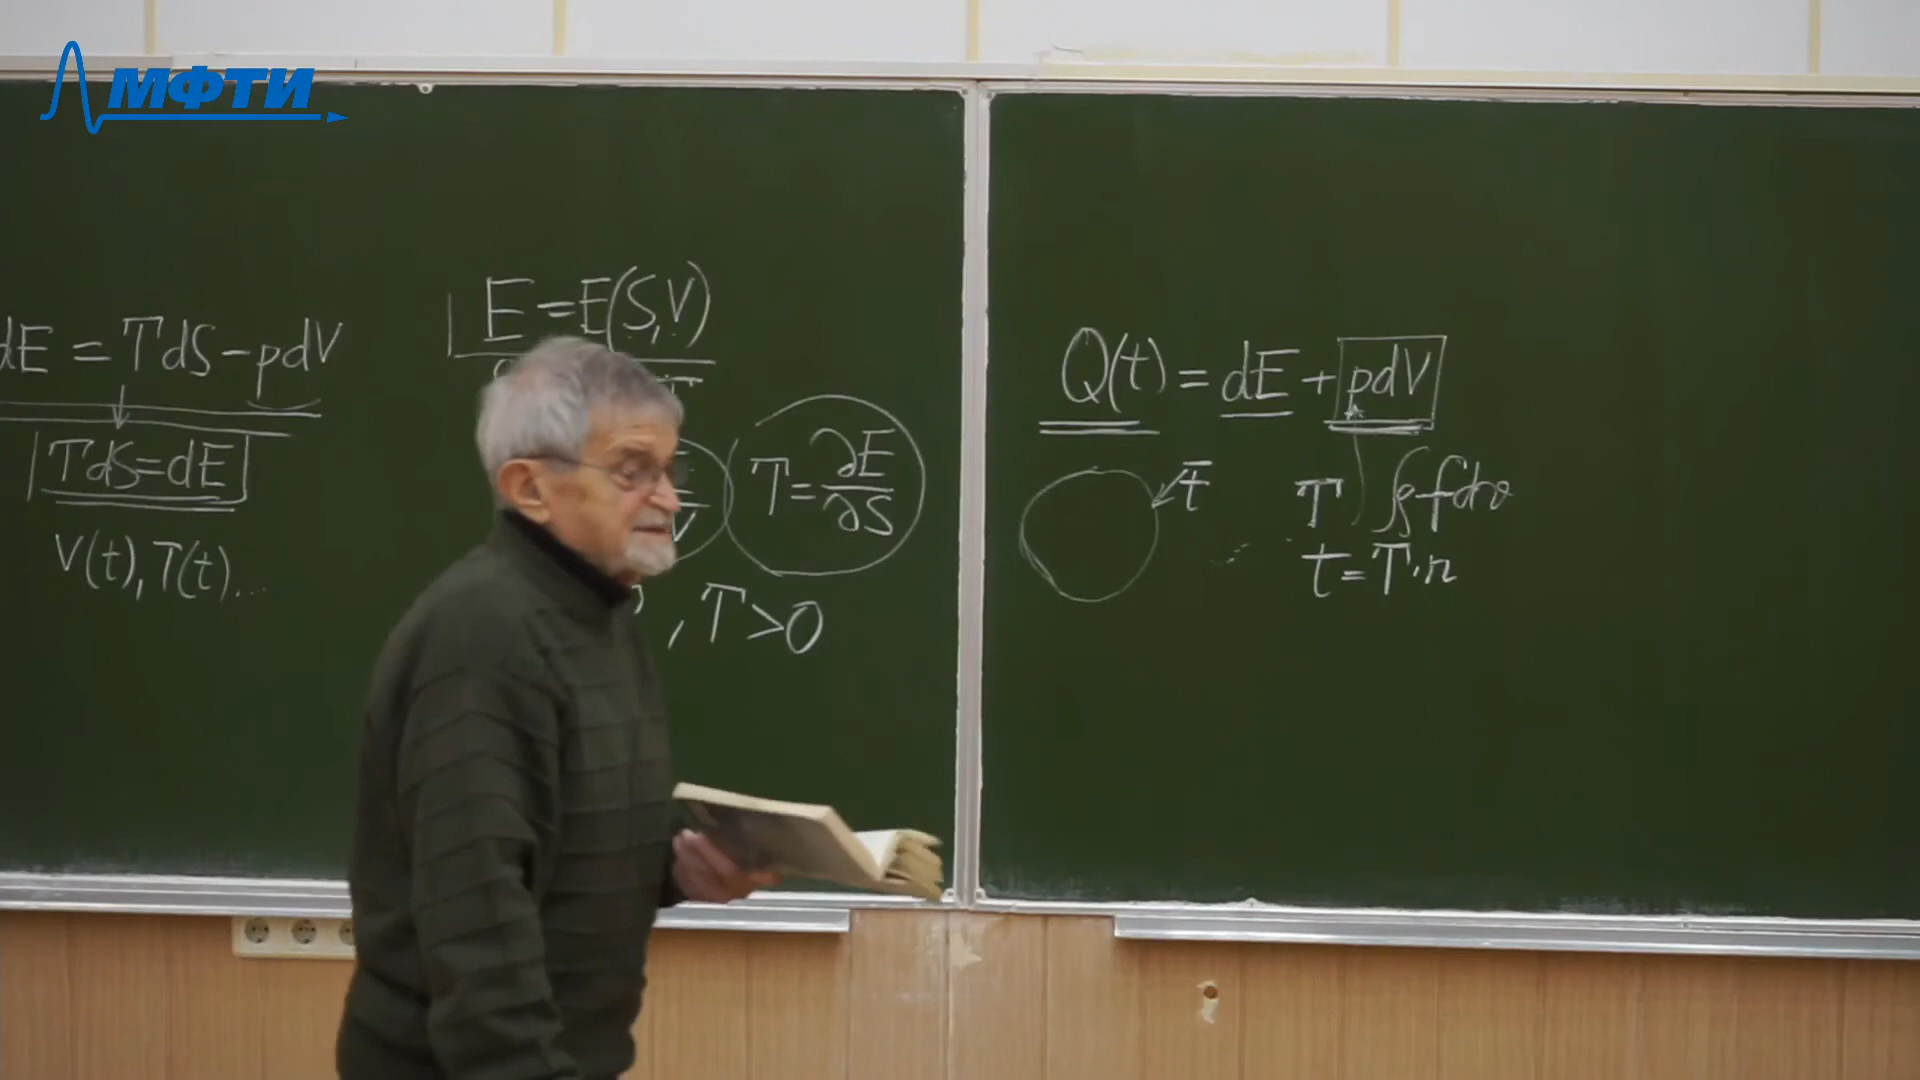 МФТИ
dE = TdS - pdV
TdS = dE
V(t), T(t)...
E = E(S,V)
T = ∂E/∂S
, T > 0
Q(t) = dE + pdV
t
T
t = T·n